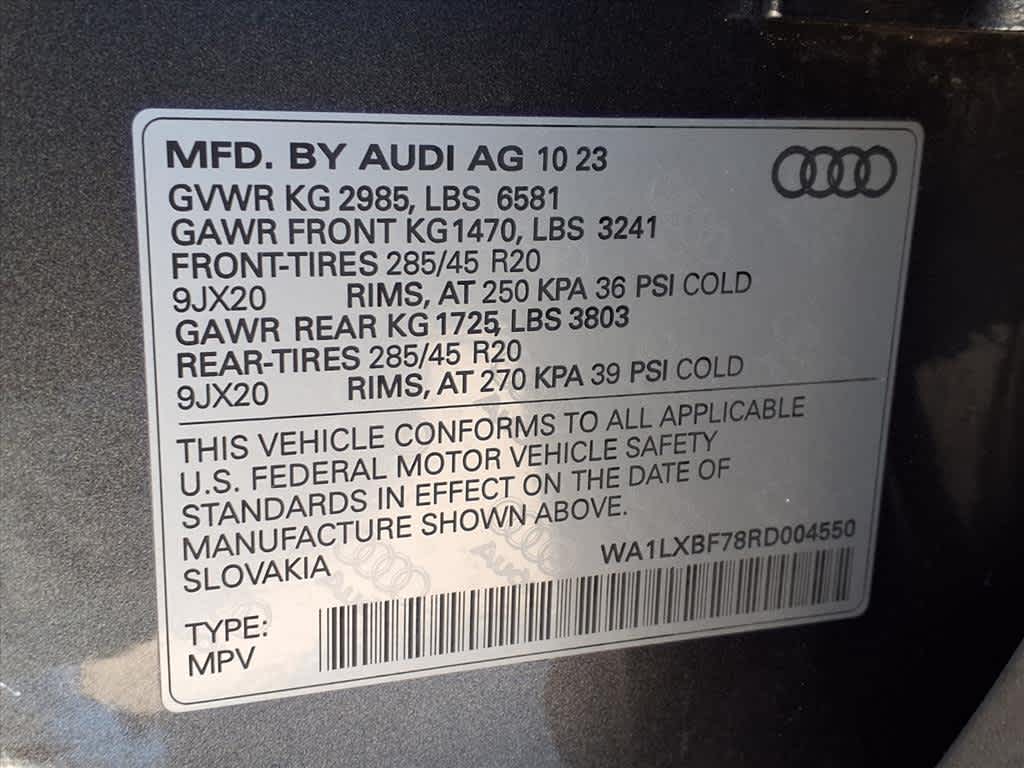 MFD. BY AUDI AG 10 23
GVWR KG 2985, LBS 6581
GAWR FRONT KG1470, LBS 3241
FRONT-TIRES 285/45 R20
9JX20 RIMS, AT 250 KPA 36 PSI COLD
GAWR REAR KG 1725, LBS 3803
REAR-TIRES 285/45 R20
9JX20 RIMS, AT 270 KPA 39 PSI COLD
THIS VEHICLE CONFORMS TO ALL APPLICABLE
U.S. FEDERAL MOTOR VEHICLE SAFETY
STANDARDS IN EFFECT ON THE DATE OF
MANUFACTURE SHOWN ABOVE.
SLOVAKIA
WA1LXBF78RD004550
TYPE:
MPV